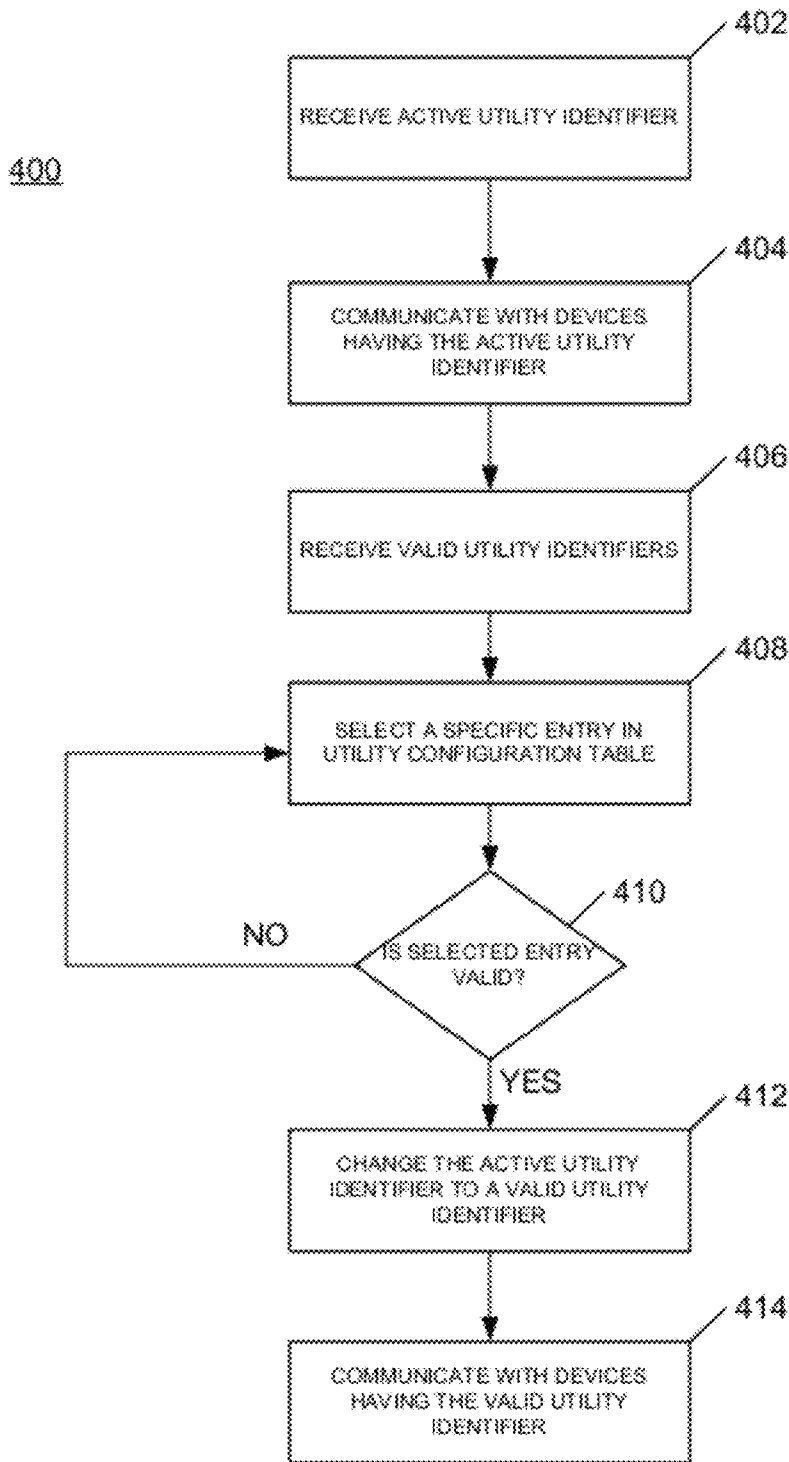 402
RECEIVE ACTIVE UTILITY IDENTIFIER
400
404
COMMUNICATE WITH DEVICES
HAVING THE ACTIVE UTILITY
IDENTIFIER
406
RECEIVE VALID UTILITY IDENTIFIERS
408
SELECT A SPECIFIC ENTRY IN
UTILITY CONFIGURATION TABLE
410
NO
IS SELECTED ENTRY
VALID?
YES
412
CHANGE THE ACTIVE UTILITY
IDENTIFIER TO A VALID UTILITY
IDENTIFIER
414
COMMUNICATE WITH DEVICES
HAVING THE VALID UTILITY
IDENTIFIER